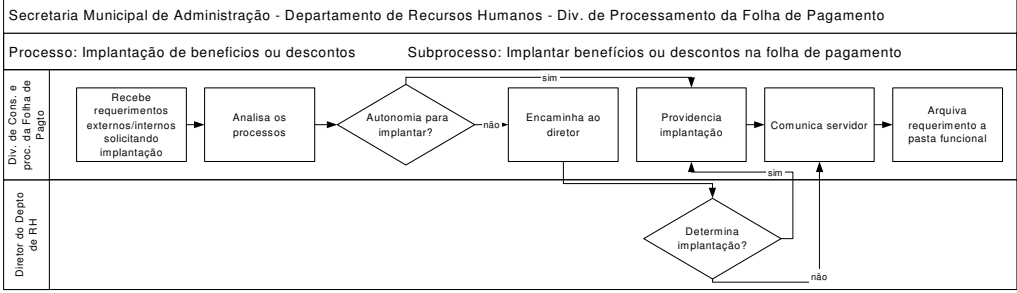 Secretaria Municipal de Administração - Departamento de Recursos Humanos - Div. de Processamento da Folha de Pagamento
Processo: Implantação de beneficios ou descontos
Subprocesso: Implantar benefícios ou descontos na folha de pagamento
Div. de Cons. e
proc. da Folha de
Pagto
Recebe
requerimentos
externos/internos
solicitando
implantação
Analisa os
processos
Autonomia para
implantar?
sim
não
Encaminha ao
diretor
Providencia
implantação
Comunica servidor
Arquiva
requerimento a
pasta funcional
sim
Diretor do Depto
de RH
Determina
implantação?
não